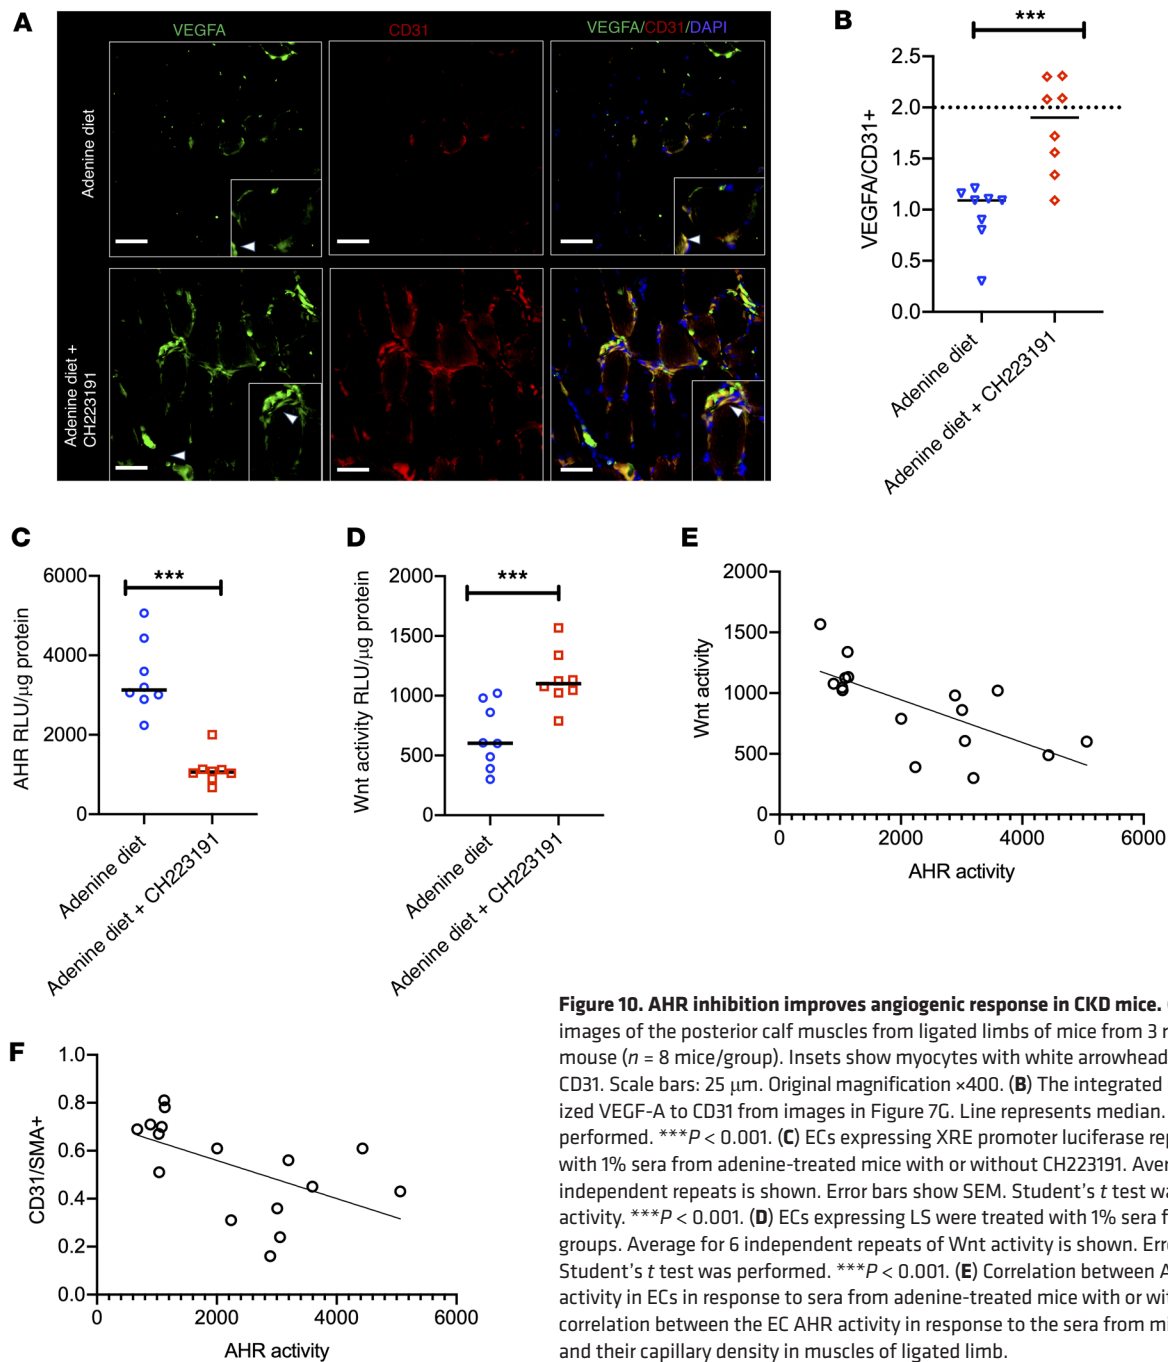 A
VEGFA
CD31
VEGFA/CD31/DAPI
Adenine diet
Adenine diet +
CH223191
B
***
2.5
2.0
1.5
1.0
0.5
0.0
VEGFA/CD31+
Adenine diet
Adenine diet + CH223191
C
***
6000
4000
2000
0
AHR RLU/µg protein
Adenine diet
Adenine diet + CH223191
D
***
2000
1500
1000
500
0
Wnt activity RLU/µg protein
Adenine diet
Adenine diet + CH223191
E
2000
1500
1000
500
0
Wnt activity
0 2000 4000 6000
AHR activity
F
1.0
0.8
0.6
0.4
0.2
0.0
CD31/SMA+
0 2000 4000 6000
AHR activity
Figure 10. AHR inhibition improves angiogenic response in CKD mice.
images of the posterior calf muscles from ligated limbs of mice from 3
mouse (n = 8 mice/group). Insets show myocytes with white arrowhead
CD31. Scale bars: 25 µm. Original magnification ×400. (B) The integrated
ized VEGF-A to CD31 from images in Figure 7G. Line represents median.
performed. ***P < 0.001. (C) ECs expressing XRE promoter luciferase rep
with 1% sera from adenine-treated mice with or without CH223191. Aver
independent repeats is shown. Error bars show SEM. Student's t test wa
activity. ***P < 0.001. (D) ECs expressing LS were treated with 1% sera f
groups. Average for 6 independent repeats of Wnt activity is shown. Erro
Student's t test was performed. ***P < 0.001. (E) Correlation between A
activity in ECs in response to sera from adenine-treated mice with or wit
correlation between the EC AHR activity in response to the sera from mi
and their capillary density in muscles of ligated limb.